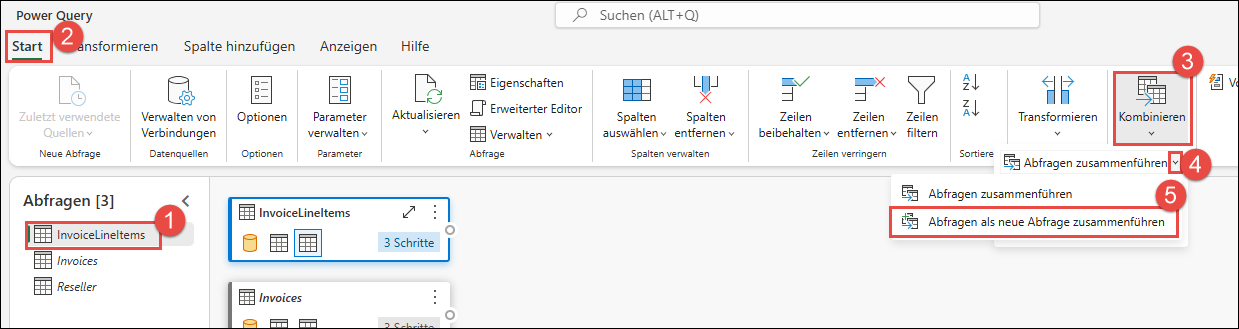 Power Query
Suchen (ALT+Q)
2
Start
ransformieren
Spalte hinzufügen
Anzeigen
Hilfe
3
Zuletzt verwendete
Quellen
Neue Abfrage
Verwalten von
Verbindungen
Datenquellen
Optionen
Optionen
Parameter
verwalten
Parameter
Aktualisieren
Eigenschaften
Erweiterter Editor
Verwalten
Abfrage
Spalten
auswählen
Spalten
entfernen
Spalten verwalten
Zeilen
beibehalten
Zeilen
entfernen
Zeilen
filtern
Zeilen verringern
A
Z
Z
A
Sortiere
Transformieren
Kombinieren
Vo
Abfragen zusammenführen
4
Abfragen zusammenführen
5
Abfragen als neue Abfrage zusammenführen
Abfragen [3]
1
InvoiceLineItems
Invoices
Reseller
InvoiceLineItems
3 Schritte
Invoices
3 Schritte